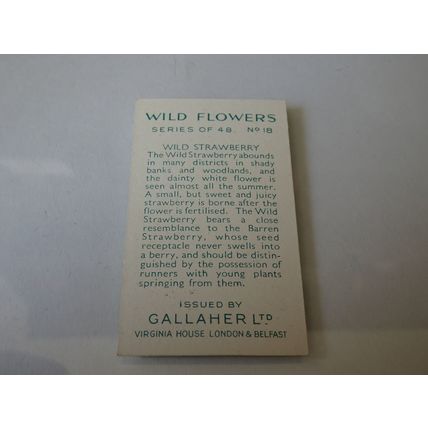 WILD FLOWERS
SERIES OF 48. No 18
WILD STRAWBERRY
The Wild Strawberry abounds
in many districts in shady
banks and woodlands, and
the dainty white flower is
seen almost all the summer.
A small, but sweet and juicy
strawberry is borne after the
flower is fertilised. The Wild
Strawberry bears a close
resemblance to the Barren
Strawberry, whose seed
receptacle never swells into
a berry, and should be distin-
guished by the possession of
runners with young plants
springing from them.
ISSUED BY
GALLAHER LTD
VIRGINIA HOUSE LONDON & BELFAST